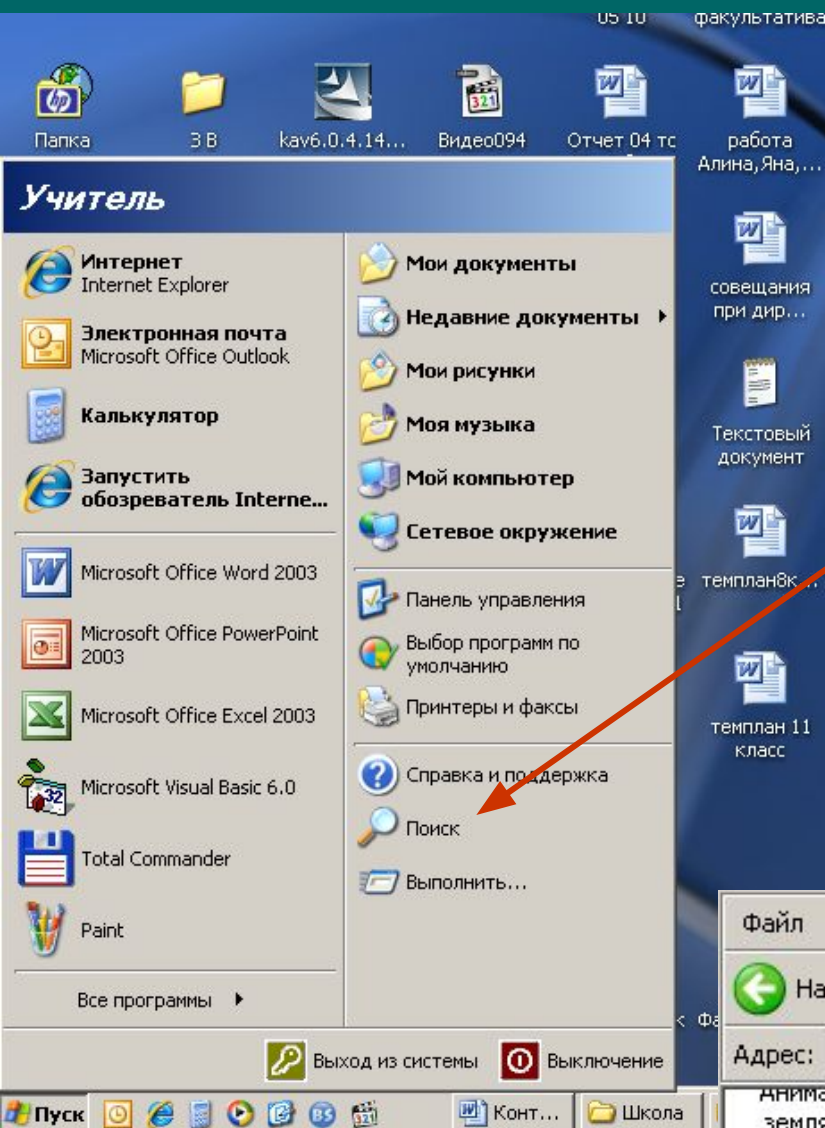 05 10
факультатива
Папка
3 В
kav6.0.4.14...
Видео094
Отчет 04 то
работа
Алина,Яна,...
Учитель
Интернет
Internet Explorer
Электронная почта
Microsoft Office Outlook
Калькулятор
Запустить
обозреватель Interne...
Microsoft Office Word 2003
Microsoft Office PowerPoint
2003
Microsoft Office Excel 2003
Microsoft Visual Basic 6.0
Total Commander
Paint
Все программы
Мои документы
Недавние документы
Мои рисунки
Моя музыка
Мой компьютер
Сетевое окружение
Панель управления
Выбор программ по
умолчанию
Принтеры и факсы
Справка и поддержка
Поиск
Выполнить...
Выход из системы
Выключение
совещания
при дир...
Текстовый
документ
темплан8к...
темплан 11
класс
Файл
На
Адрес:
Анима
земля
Пуск
Конт...
Школа